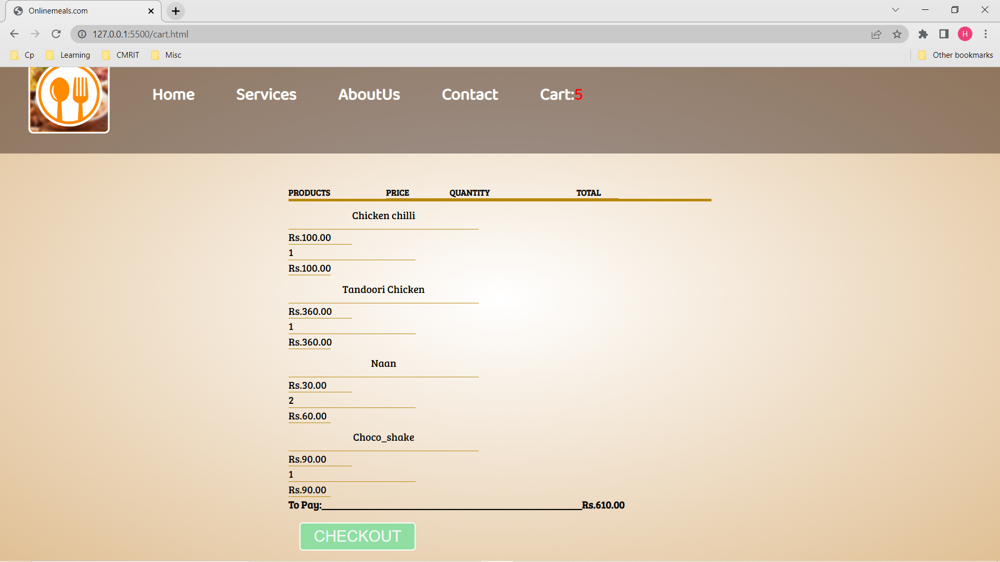 Onlinemeals.com
127.0.0.1:5500/cart.html
H
Cp Learning CMRIT Misc Other bookmarks
Home Services AboutUs Contact Cart:5
PRODUCTS PRICE QUANTITY TOTAL
Chicken chilli
Rs.100.00
1
Rs.100.00
Tandoori Chicken
Rs.360.00
1
Rs.360.00
Naan
Rs.30.00
2
Rs.60.00
Choco_shake
Rs.90.00
1
Rs.90.00
To Pay:__________________________________________________Rs.610.00
CHECKOUT